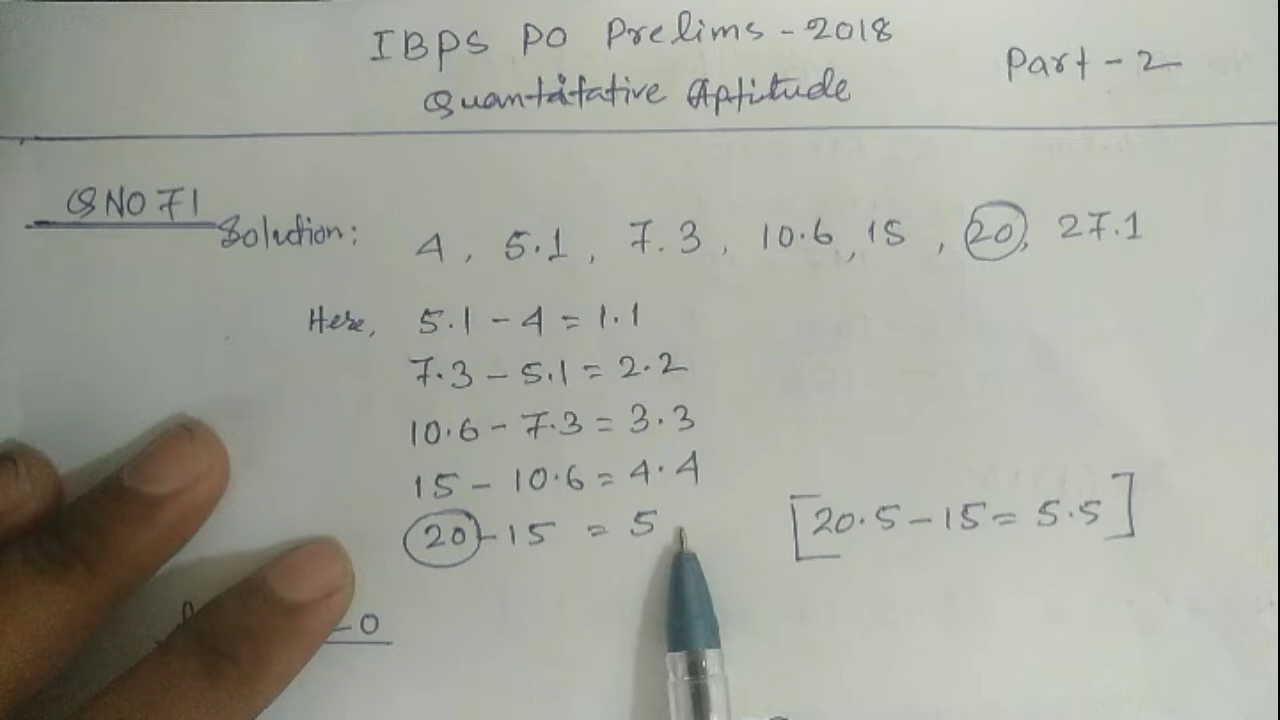 IBPS PO Prelims - 2018
Quantitative Aptitude
Part - 2
QNO 71
Solution: 4, 5.1, 7.3, 10.6, 15, 20, 27.1
Here, 5.1 - 4 = 1.1
7.3 - 5.1 = 2.2
10.6 - 7.3 = 3.3
15 - 10.6 = 4.4
20 - 15 = 5
[20.5 - 15 = 5.5]